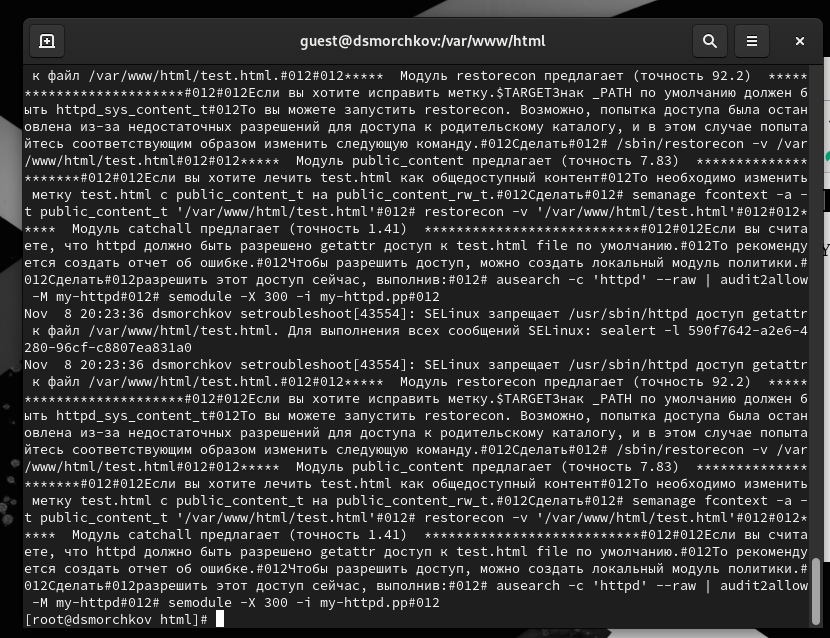 guest@dsmorchkov:/var/www/html
к файл /var/www/html/test.html.#012#012*****  Модуль restorecon предлагает (точность 92.2)  *****
********************#012#012Если вы хотите исправить метку.$TARGETЗнак _PATH по умолчанию должен б
ыть httpd_sys_content_t#012То вы можете запустить restorecon. Возможно, попытка доступа была остан
овлена из-за недостаточных разрешений для доступа к родительскому каталогу, и в этом случае попыта
йтесь соответствующим образом изменить следующую команду.#012Сделать#012# /sbin/restorecon -v /var
/www/html/test.html#012#012*****  Модуль public_content предлагает (точность 7.83)  **************
*******#012#012Если вы хотите лечить test.html как общедоступный контент#012То необходимо изменить
метку test.html с public_content_t на public_content_rw_t.#012Сделать#012# semanage fcontext -a -
t public_content_t '/var/www/html/test.html'#012# restorecon -v '/var/www/html/test.html'#012#012*
****  Модуль catchall предлагает (точность 1.41)  ***************************#012#012Если вы счита
ете, что httpd должно быть разрешено getattr доступ к test.html file по умолчанию.#012То рекоменду
ется создать отчет об ошибке.#012Чтобы разрешить доступ, можно создать локальный модуль политики.#
012Сделать#012разрешить этот доступ сейчас, выполнив:#012# ausearch -c 'httpd' --raw | audit2allow
-M my-httpd#012# semodule -X 300 -i my-httpd.pp#012
Nov  8 20:23:36 dsmorchkov setroubleshoot[43554]: SELinux запрещает /usr/sbin/httpd доступ getattr
к файл /var/www/html/test.html. Для выполнения всех сообщений SELinux: sealert -l 590f7642-a2e6-4
280-96cf-c8807ea831a0
Nov  8 20:23:36 dsmorchkov setroubleshoot[43554]: SELinux запрещает /usr/sbin/httpd доступ getattr
к файл /var/www/html/test.html.#012#012*****  Модуль restorecon предлагает (точность 92.2)  *****
********************#012#012Если вы хотите исправить метку.$TARGETЗнак _PATH по умолчанию должен б
ыть httpd_sys_content_t#012То вы можете запустить restorecon. Возможно, попытка доступа была остан
овлена из-за недостаточных разрешений для доступа к родительскому каталогу, и в этом случае попыта
йтесь соответствующим образом изменить следующую команду.#012Сделать#012# /sbin/restorecon -v /var
/www/html/test.html#012#012*****  Модуль public_content предлагает (точность 7.83)  **************
*******#012#012Если вы хотите лечить test.html как общедоступный контент#012То необходимо изменить
метку test.html с public_content_t на public_content_rw_t.#012Сделать#012# semanage fcontext -a -
t public_content_t '/var/www/html/test.html'#012# restorecon -v '/var/www/html/test.html'#012#012*
****  Модуль catchall предлагает (точность 1.41)  ***************************#012#012Если вы счита
ете, что httpd должно быть разрешено getattr доступ к test.html file по умолчанию.#012То рекоменду
ется создать отчет об ошибке.#012Чтобы разрешить доступ, можно создать локальный модуль политики.#
012Сделать#012разрешить этот доступ сейчас, выполнив:#012# ausearch -c 'httpd' --raw | audit2allow
-M my-httpd#012# semodule -X 300 -i my-httpd.pp#012
[root@dsmorchkov html]#